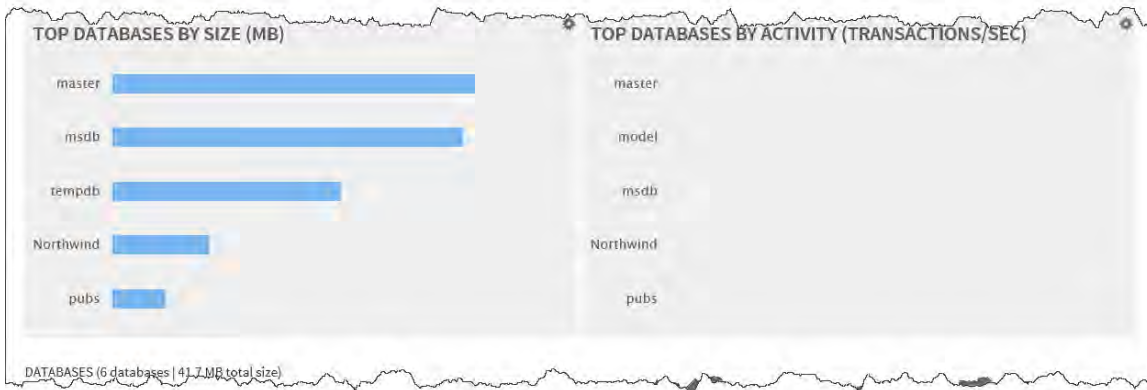 TOP DATABASES BY SIZE (MB)
master
msdb
tempdb
Northwind
pubs
TOP DATABASES BY ACTIVITY (TRANSACTIONS/SEC)
master
model
msdb
Northwind
pubs
DATABASES (6 databases | 41.7 MB total size)